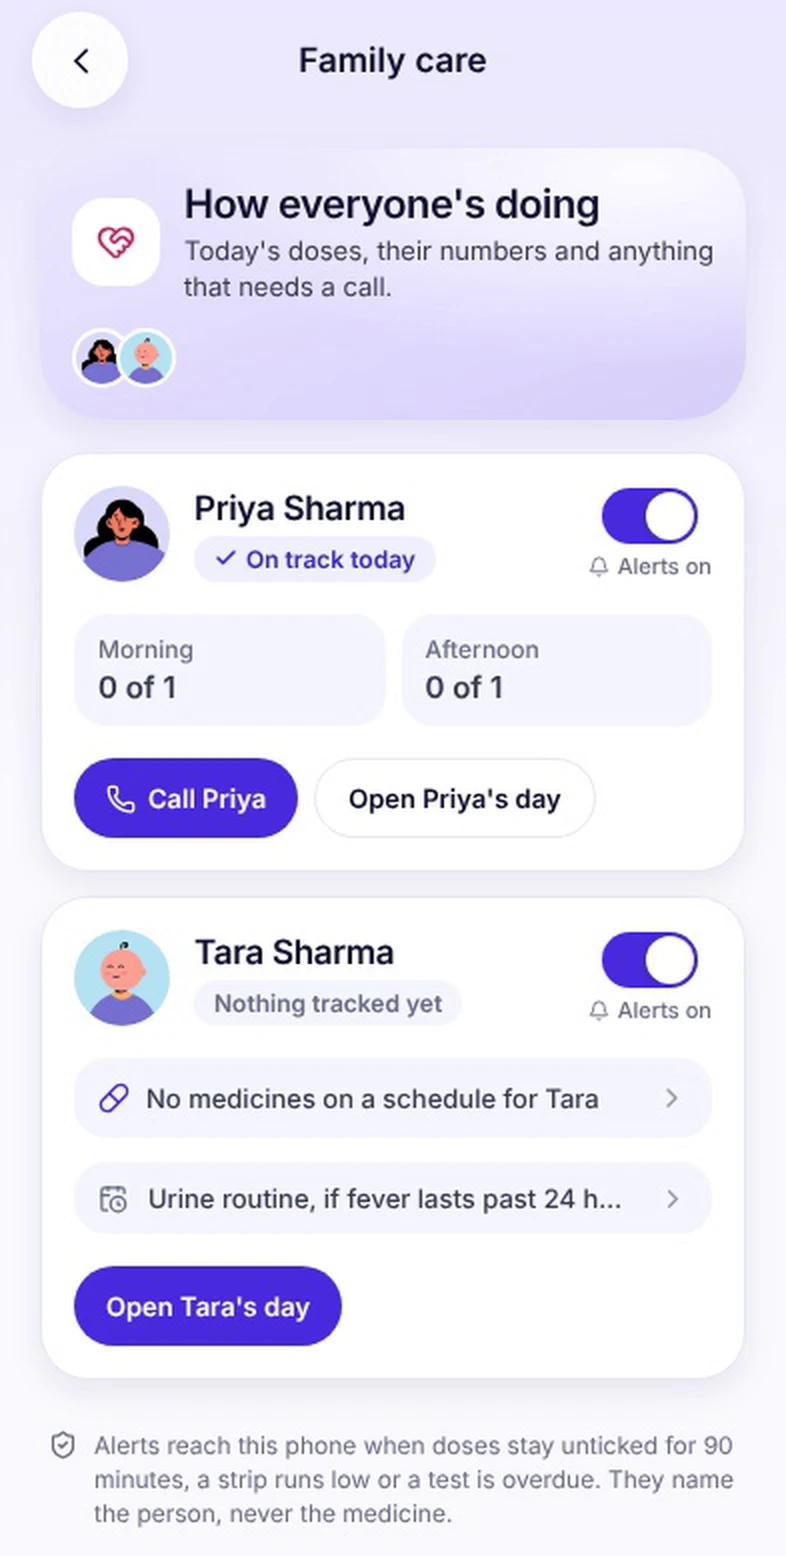 Family care
How everyone's doing
Today's doses, their numbers and anything
that needs a call.
Priya Sharma
On track today
Alerts on
Morning
0 of 1
Afternoon
0 of 1
Call Priya
Open Priya's day
Tara Sharma
Nothing tracked yet
Alerts on
No medicines on a schedule for Tara
Urine routine, if fever lasts past 24 h...
Open Tara's day
Alerts reach this phone when doses stay unticked for 90
minutes, a strip runs low or a test is overdue. They name
the person, never the medicine.